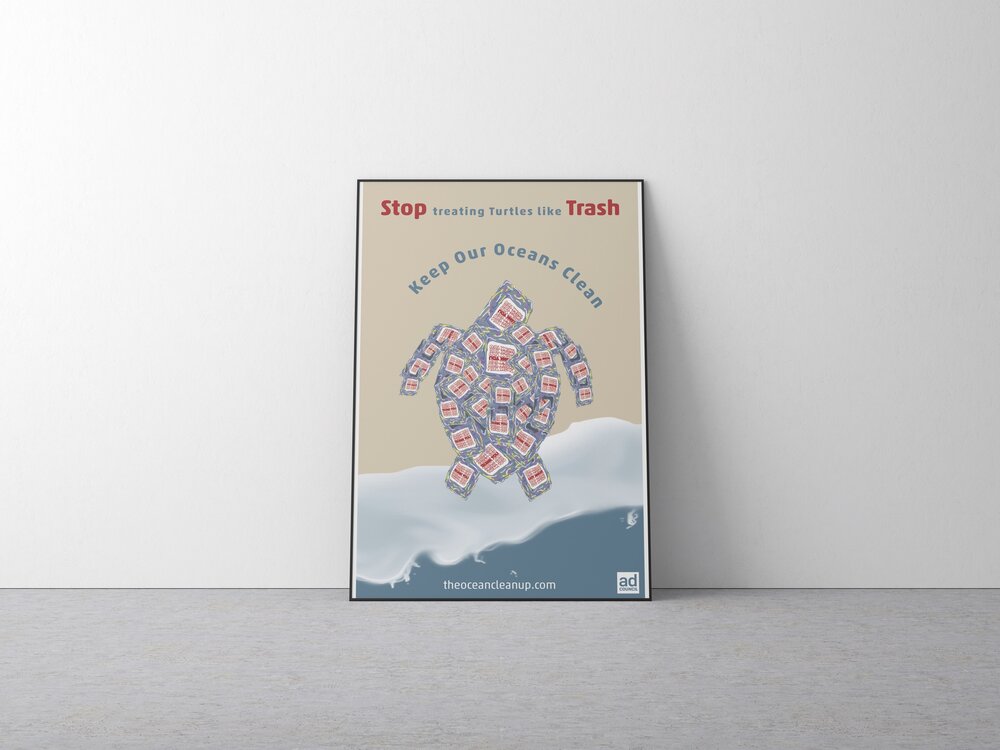 Stop treating Turtles like Trash
Keep Our Oceans Clean
theoceancleanup.com
ad
COUNCIL